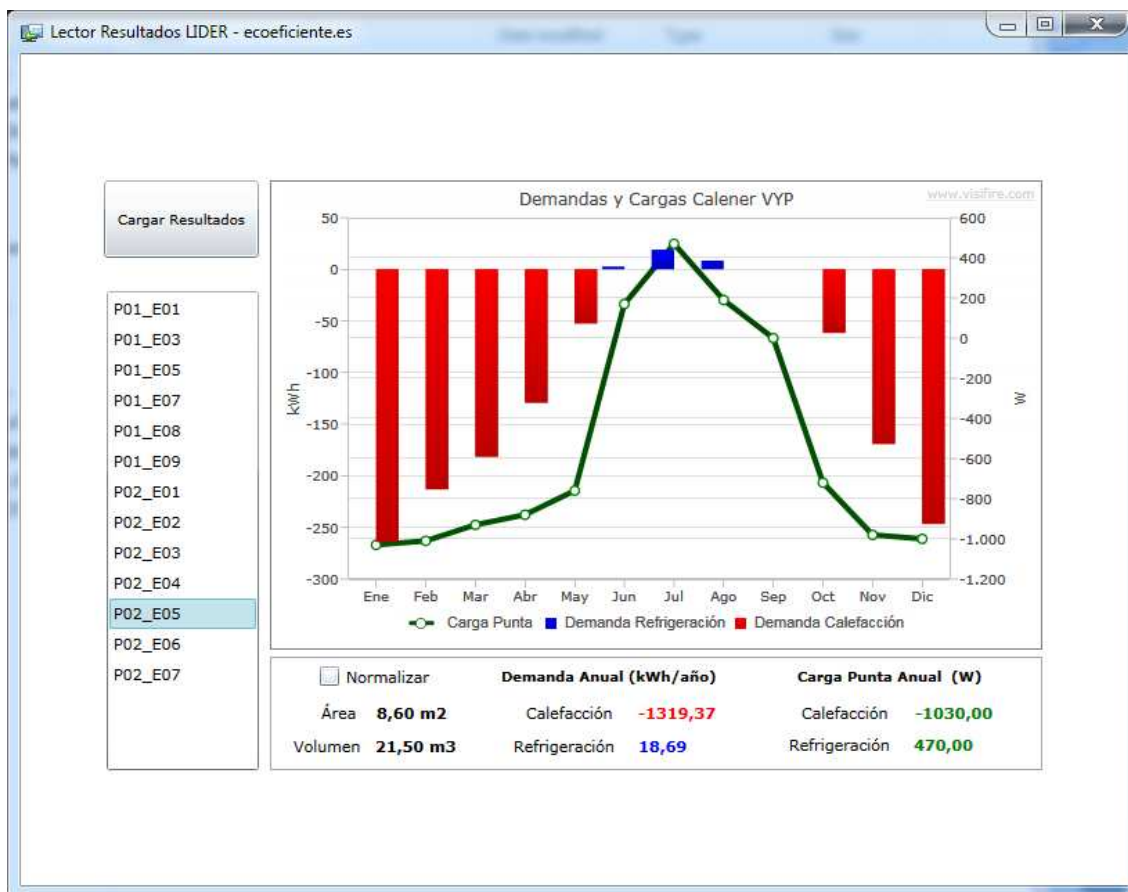 Lector Resultados LIDER - ecoeficiente.es
Cargar Resultados
P01_E01
P01_E03
P01_E05
P01_E07
P01_E08
P01_E09
P02_E01
P02_E02
P02_E03
P02_E04
P02_E05
P02_E06
P02_E07
Demandas y Cargas Calener VYP
www.visifire.com
kWh
50
0
-50
-100
-150
-200
-250
-300
600
400
200
0
-200
-400
-600
-800
-1.000
-1.200
W
Ene Feb Mar Abr May Jun Jul Ago Sep Oct Nov Dic
Carga Punta Demanda Refrigeración Demanda Calefacción
Normalizar Demanda Anual (kWh/año) Carga Punta Anual (W)
Área 8,60 m2 Calefacción -1319,37 Calefacción -1030,00
Volumen 21,50 m3 Refrigeración 18,69 Refrigeración 470,00